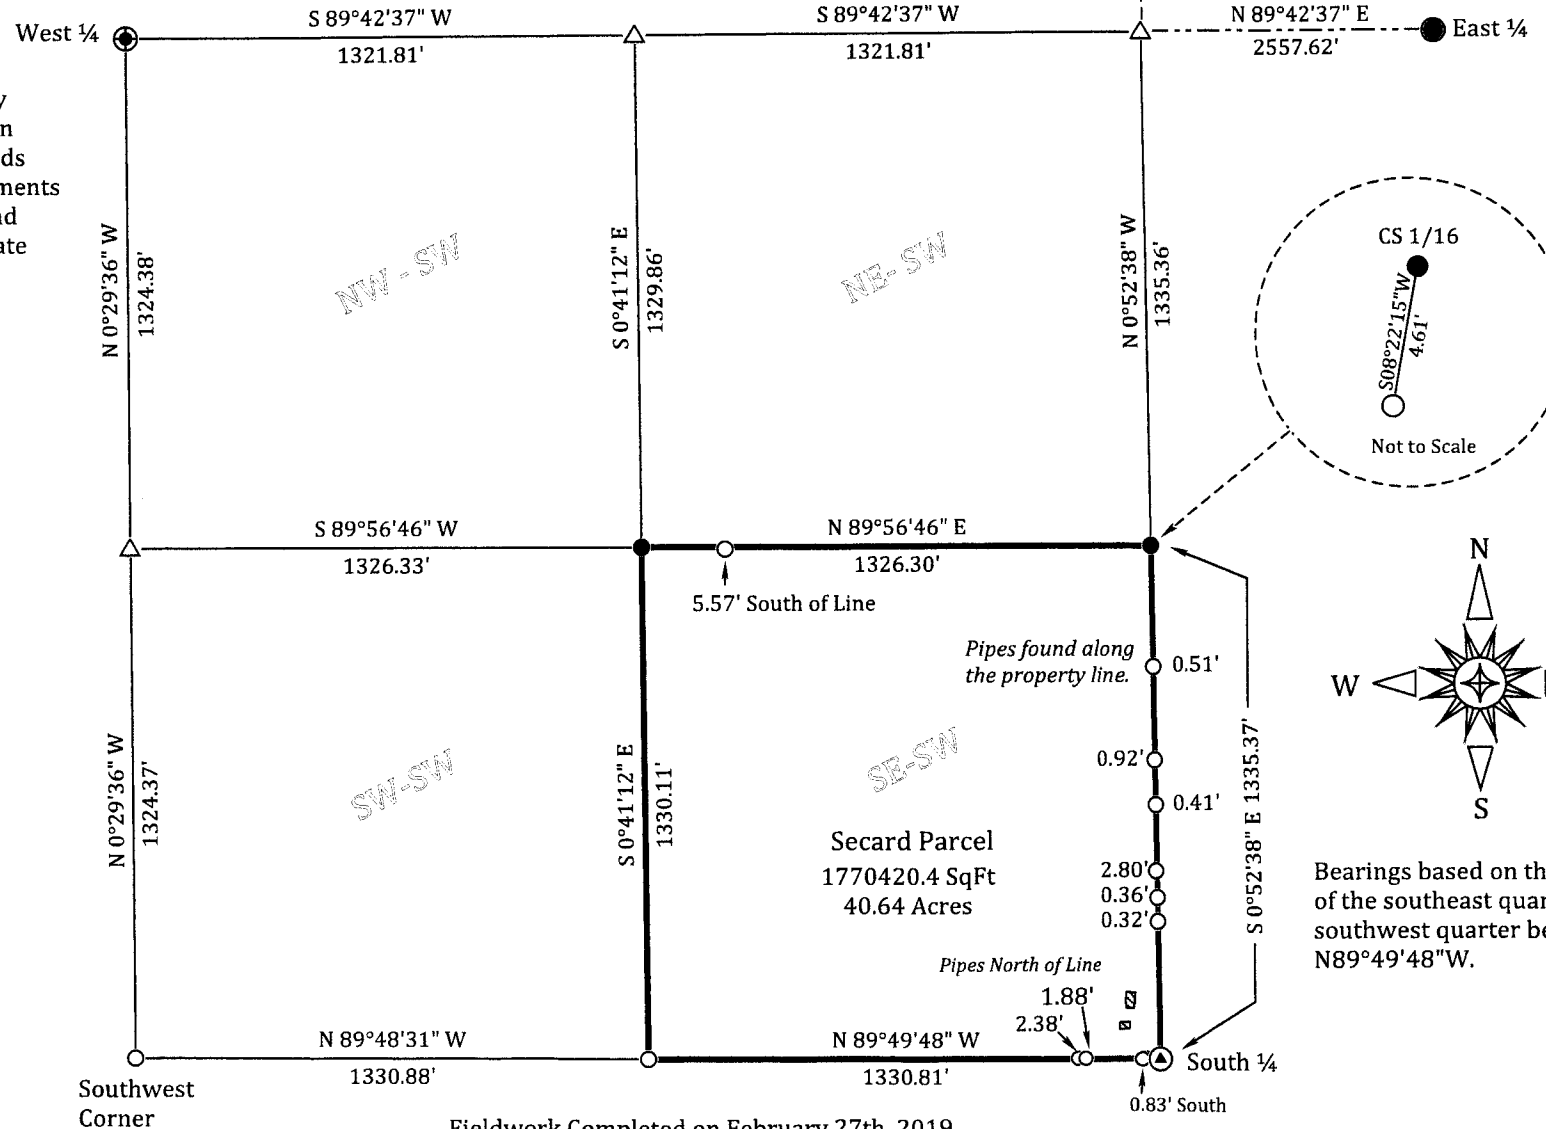 West ¼
S 89°42'37" W
1321.81'
S 89°42'37" W
1321.81'
N 89°42'37" E
2557.62'
East ¼
ds
N 0°29'36" W
1324.38'
NW - SW
S 0°41'12" E
1329.86'
NE- SW
N 0°52'38" W
1335.36'
CS 1/16
S08°22'15"W
4.61'
Not to Scale
S 89°56'46" W
1326.33'
N 89°56'46" E
1326.30'
5.57' South of Line
Pipes found along
the property line.
0.51'
0.92'
0.41'
2.80'
0.36'
0.32'
N
W
S
N 0°29'36" W
1324.37'
SW-SW
S 0°41'12" E
1330.11'
SE-SW
Secard Parcel
1770420.4 SqFt
40.64 Acres
S 0°52'38" E 1335.37'
Bearings based on th
of the southeast quar
southwest quarter be
N89°49'48"W.
Pipes North of Line
1.88'
2.38'
N 89°48'31" W
1330.88'
N 89°49'48" W
1330.81'
South ¼
0.83' South
Southwest
Corner
Fieldwork Completed on February 27th, 2019